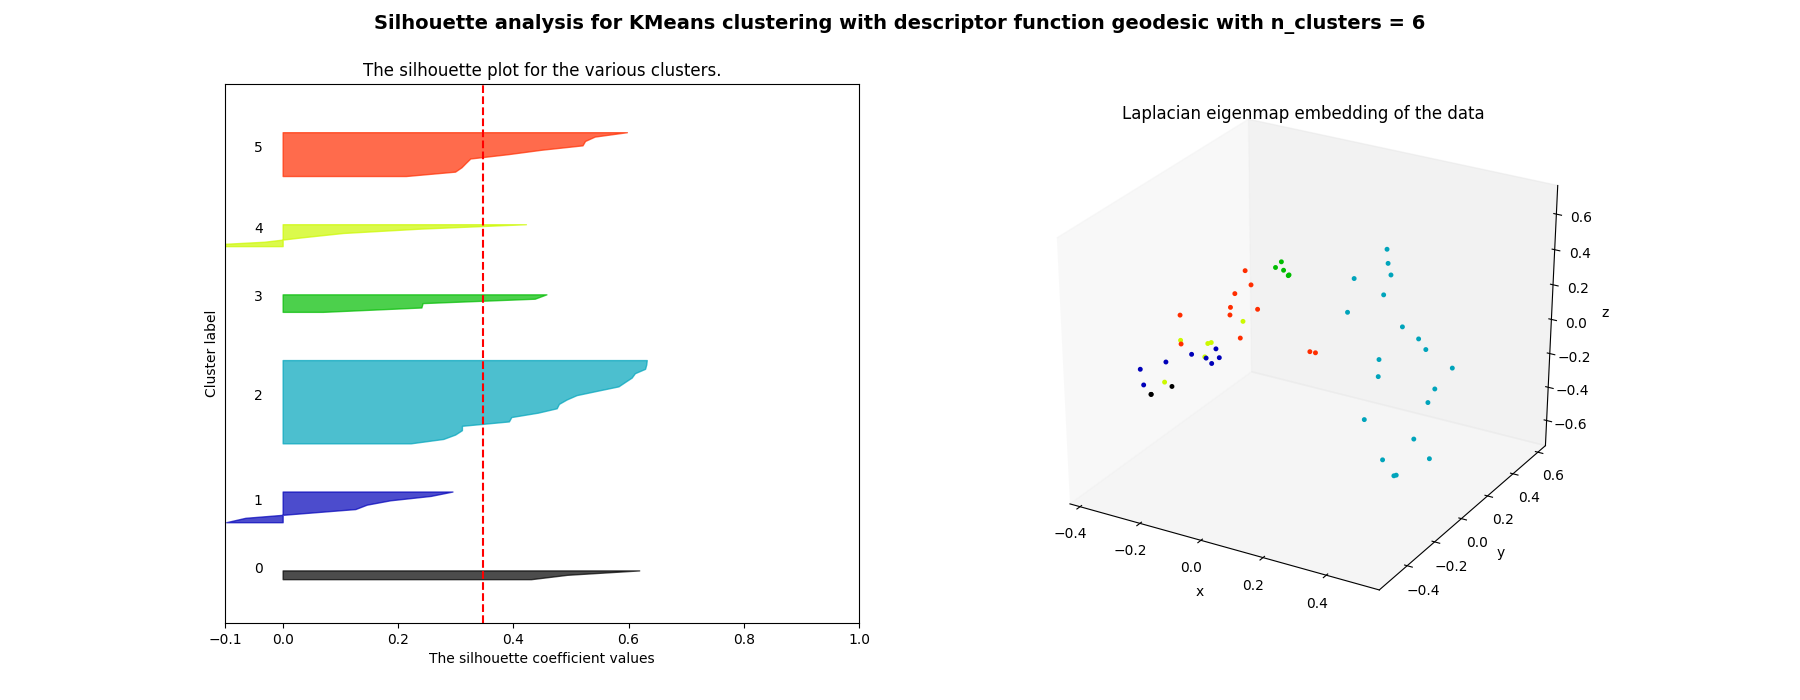 Silhouette analysis for KMeans clustering with descriptor function geodesic with n_clusters = 6
The silhouette plot for the various clusters.
5
4
3
2
1
0
Cluster label
−0.1 0.0 0.2 0.4 0.6 0.8 1.0
The silhouette coefficient values
Laplacian eigenmap embedding of the data
0.6
0.4
0.2
0.0
−0.2
−0.4
−0.6
z
0.6
0.4
0.2
0.0
−0.2
−0.4
y
−0.4
−0.2
0.0
0.2
0.4
x